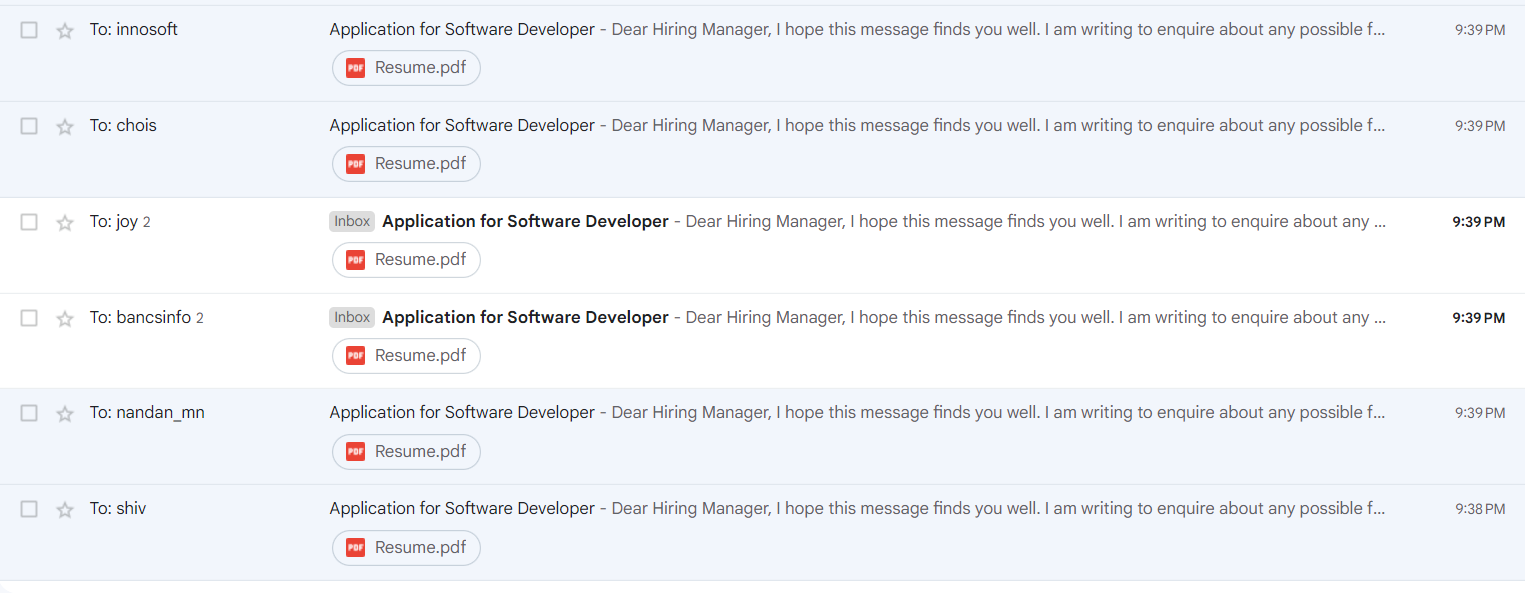 To: innosoft Application for Software Developer - Dear Hiring Manager, I hope this message finds you well. I am writing to enquire about any possible f... 9:39 PM
PDF Resume.pdf
To: chois Application for Software Developer - Dear Hiring Manager, I hope this message finds you well. I am writing to enquire about any possible f... 9:39 PM
PDF Resume.pdf
To: joy 2 Inbox Application for Software Developer - Dear Hiring Manager, I hope this message finds you well. I am writing to enquire about any ... 9:39 PM
PDF Resume.pdf
To: bancsinfo 2 Inbox Application for Software Developer - Dear Hiring Manager, I hope this message finds you well. I am writing to enquire about any ... 9:39 PM
PDF Resume.pdf
To: nandan_mn Application for Software Developer - Dear Hiring Manager, I hope this message finds you well. I am writing to enquire about any possible f... 9:39 PM
PDF Resume.pdf
To: shiv Application for Software Developer - Dear Hiring Manager, I hope this message finds you well. I am writing to enquire about any possible f... 9:38 PM
PDF Resume.pdf